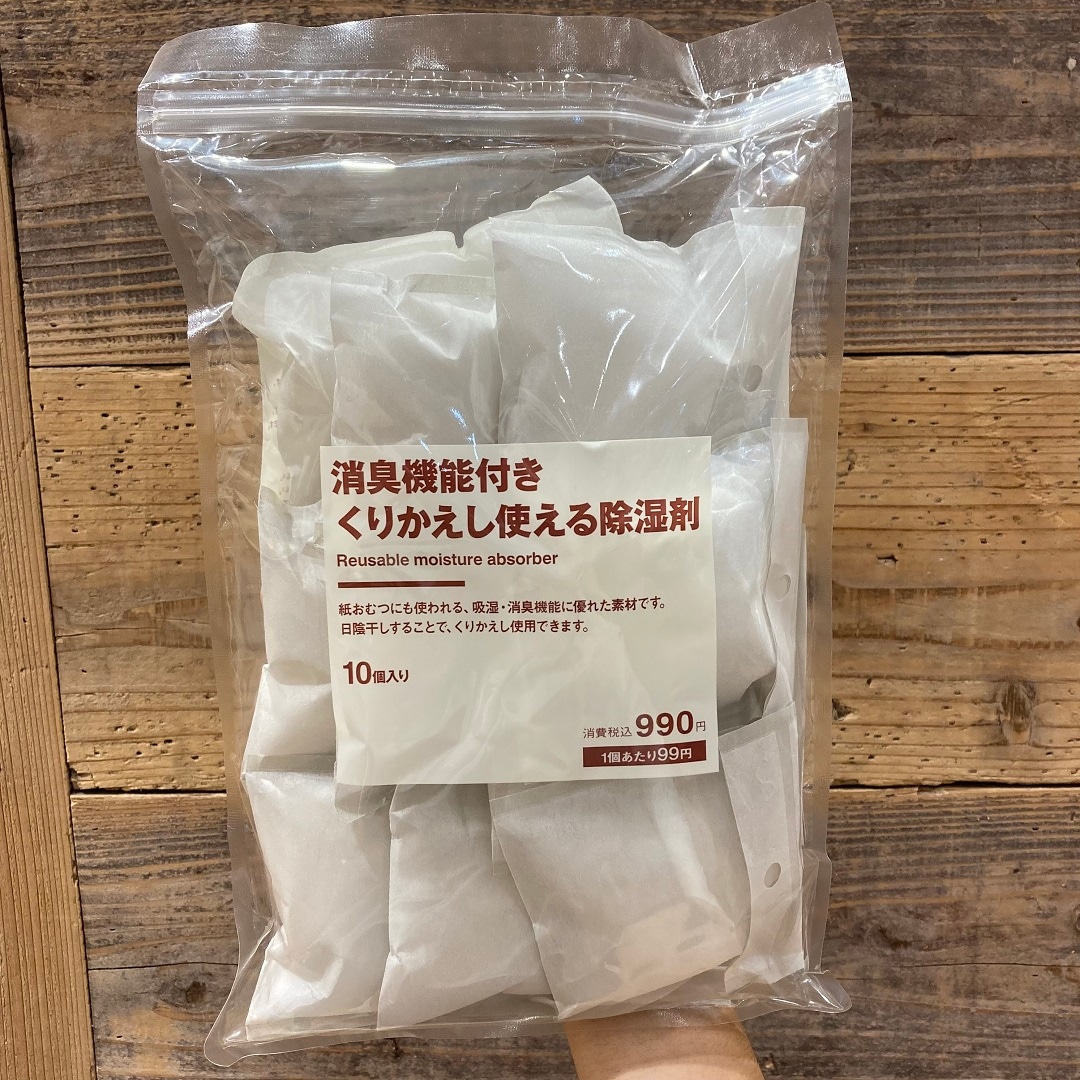 消臭機能付き
くりかえし使える除湿剤
Reusable moisture absorber
紙おむつにも使われる、吸湿・消臭機能に優れた素材です。
日陰干しすることで、くりかえし使用できます。
10個入り
消費税込990円
1個あたり99円